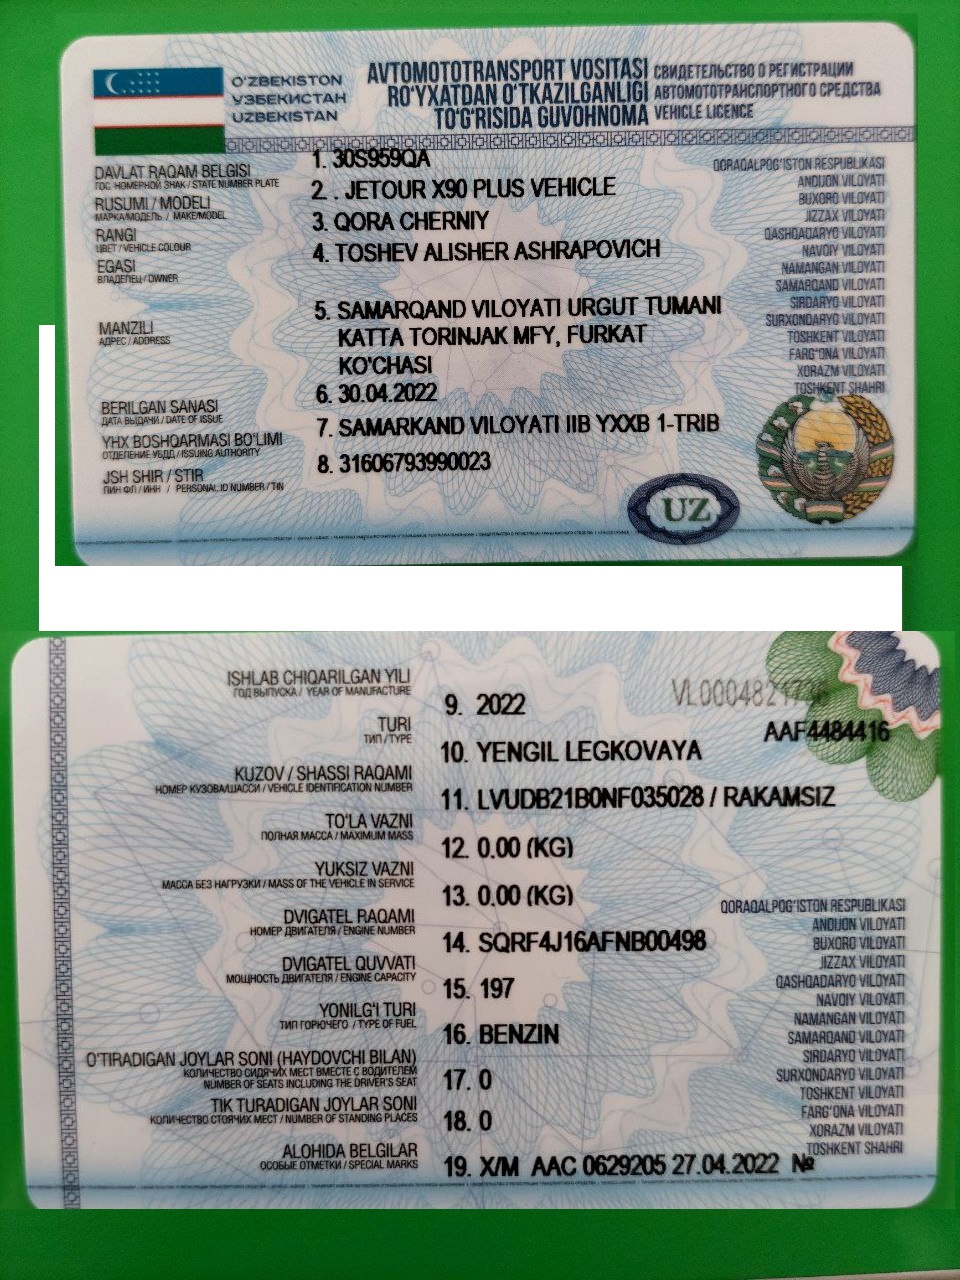 O'ZBEKISTON
ЎЗБЕКИСТАН
UZBEKISTAN
AVTOMOTOTRANSPORT VOSITASI
RO'YXATDAN O'TKAZILGANLIGI
TO'G'RISIDA GUVOHNOMA
СВИДЕТЕЛЬСТВО О РЕГИСТРАЦИИ
АВТОМОТОТРАНСПОРТНОГО СРЕДСТВА
VEHICLE LICENCE
DAVLAT RAQAM BELGISI
ГОС. НОМЕРНОЙ ЗНАК / STATE NUMBER PLATE
1. 30S959QA
RUSUMI / MODELI
МАРКА/МОДЕЛЬ / MAKE/MODEL
2. . JETOUR X90 PLUS VEHICLE
RANGI
ЦВЕТ / VEHICLE COLOUR
3. QORA CHERNIY
EGASI
ВЛАДЕЛЕЦ / OWNER
4. TOSHEV ALISHER ASHRAPOVICH
MANZILI
АДРЕС / ADDRESS
5. SAMARQAND VILOYATI URGUT TUMANI
KATTA TORINJAK MFY, FURKAT
KO'CHASI
BERILGAN SANASI
ДАТА ВЫДАЧИ / DATE OF ISSUE
6. 30.04.2022
YHX BOSHQARMASI BO'LIMI
ОТДЕЛЕНИЕ УБДД / ISSUING AUTHORITY
7. SAMARKAND VILOYATI IIB YXXB 1-TRIB
JSH SHIR / STIR
ПИН ФЛ / ИНН / PERSONAL ID NUMBER / TIN
8. 31606793990023
QORAQALPOG'ISTON RESPUBLIKASI
ANDIJON VILOYATI
BUXORO VILOYATI
JIZZAX VILOYATI
QASHQADARYO VILOYATI
NAVOIY VILOYATI
NAMANGAN VILOYATI
SAMARQAND VILOYATI
SIRDARYO VILOYATI
SURXONDARYO VILOYATI
TOSHKENT VILOYATI
FARG'ONA VILOYATI
XORAZM VILOYATI
TOSHKENT SHAHRI
UZ
ISHLAB CHIQARILGAN YILI
ГОД ВЫПУСКА / YEAR OF MANUFACTURE
9. 2022
AAF4484416
TURI
ТИП / TYPE
10. YENGIL LEGKOVAYA
KUZOV / SHASSI RAQAMI
НОМЕР КУЗОВА/ШАССИ / VEHICLE IDENTIFICATION NUMBER
11. LVUDB21B0NF035028 / RAKAMSIZ
TO'LA VAZNI
ПОЛНАЯ МАССА / MAXIMUM MASS
12. 0.00 (KG)
YUKSIZ VAZNI
МАССА БЕЗ НАГРУЗКИ / MASS OF THE VEHICLE IN SERVICE
13. 0.00 (KG)
DVIGATEL RAQAMI
НОМЕР ДВИГАТЕЛЯ / ENGINE NUMBER
14. SQRF4J16AFNB00498
DVIGATEL QUVVATI
МОЩНОСТЬ ДВИГАТЕЛЯ / ENGINE CAPACITY
15. 197
YONILG'I TURI
ТИП ГОРЮЧЕГО / TYPE OF FUEL
16. BENZIN
O'TIRADIGAN JOYLAR SONI (HAYDOVCHI BILAN)
КОЛИЧЕСТВО СИДЯЧИХ МЕСТ ВМЕСТЕ С ВОДИТЕЛЕМ
NUMBER OF SEATS INCLUDING THE DRIVER'S SEAT
17. 0
TIK TURADIGAN JOYLAR SONI
КОЛИЧЕСТВО СТОЯЧИХ МЕСТ / NUMBER OF STANDING PLACES
18. 0
ALOHIDA BELGILAR
ОСОБЫЕ ОТМЕТКИ / SPECIAL MARKS
19. X/M AAC 0629205 27.04.2022 №
QORAQALPOG'ISTON RESPUBLIKASI
ANDIJON VILOYATI
BUXORO VILOYATI
JIZZAX VILOYATI
QASHQADARYO VILOYATI
NAVOIY VILOYATI
NAMANGAN VILOYATI
SAMARQAND VILOYATI
SIRDARYO VILOYATI
SURXONDARYO VILOYATI
TOSHKENT VILOYATI
FARG'ONA VILOYATI
XORAZM VILOYATI
TOSHKENT SHAHRI